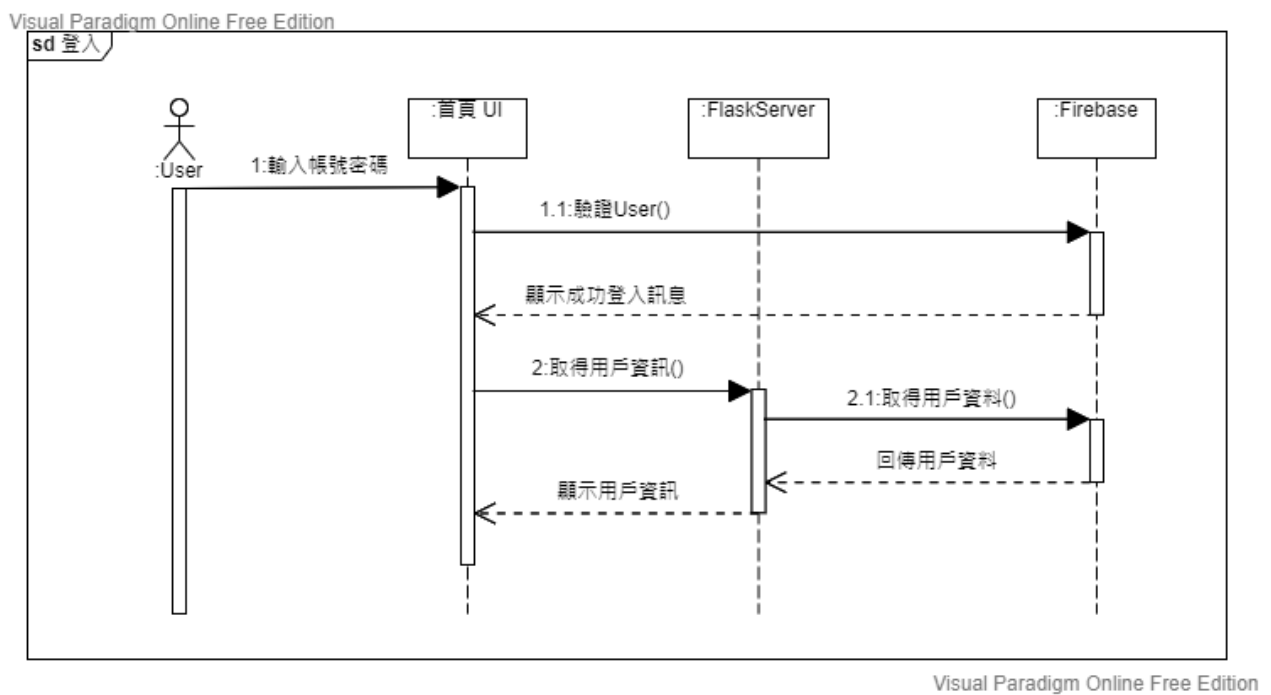 Visual Paradigm Online Free Edition
sd 登入
:User
:首頁 UI
:FlaskServer
:Firebase
1:輸入帳號密碼
1.1:驗證User()
顯示成功登入訊息
2:取得用戶資訊()
2.1:取得用戶資料()
回傳用戶資料
顯示用戶資訊
Visual Paradigm Online Free Edition